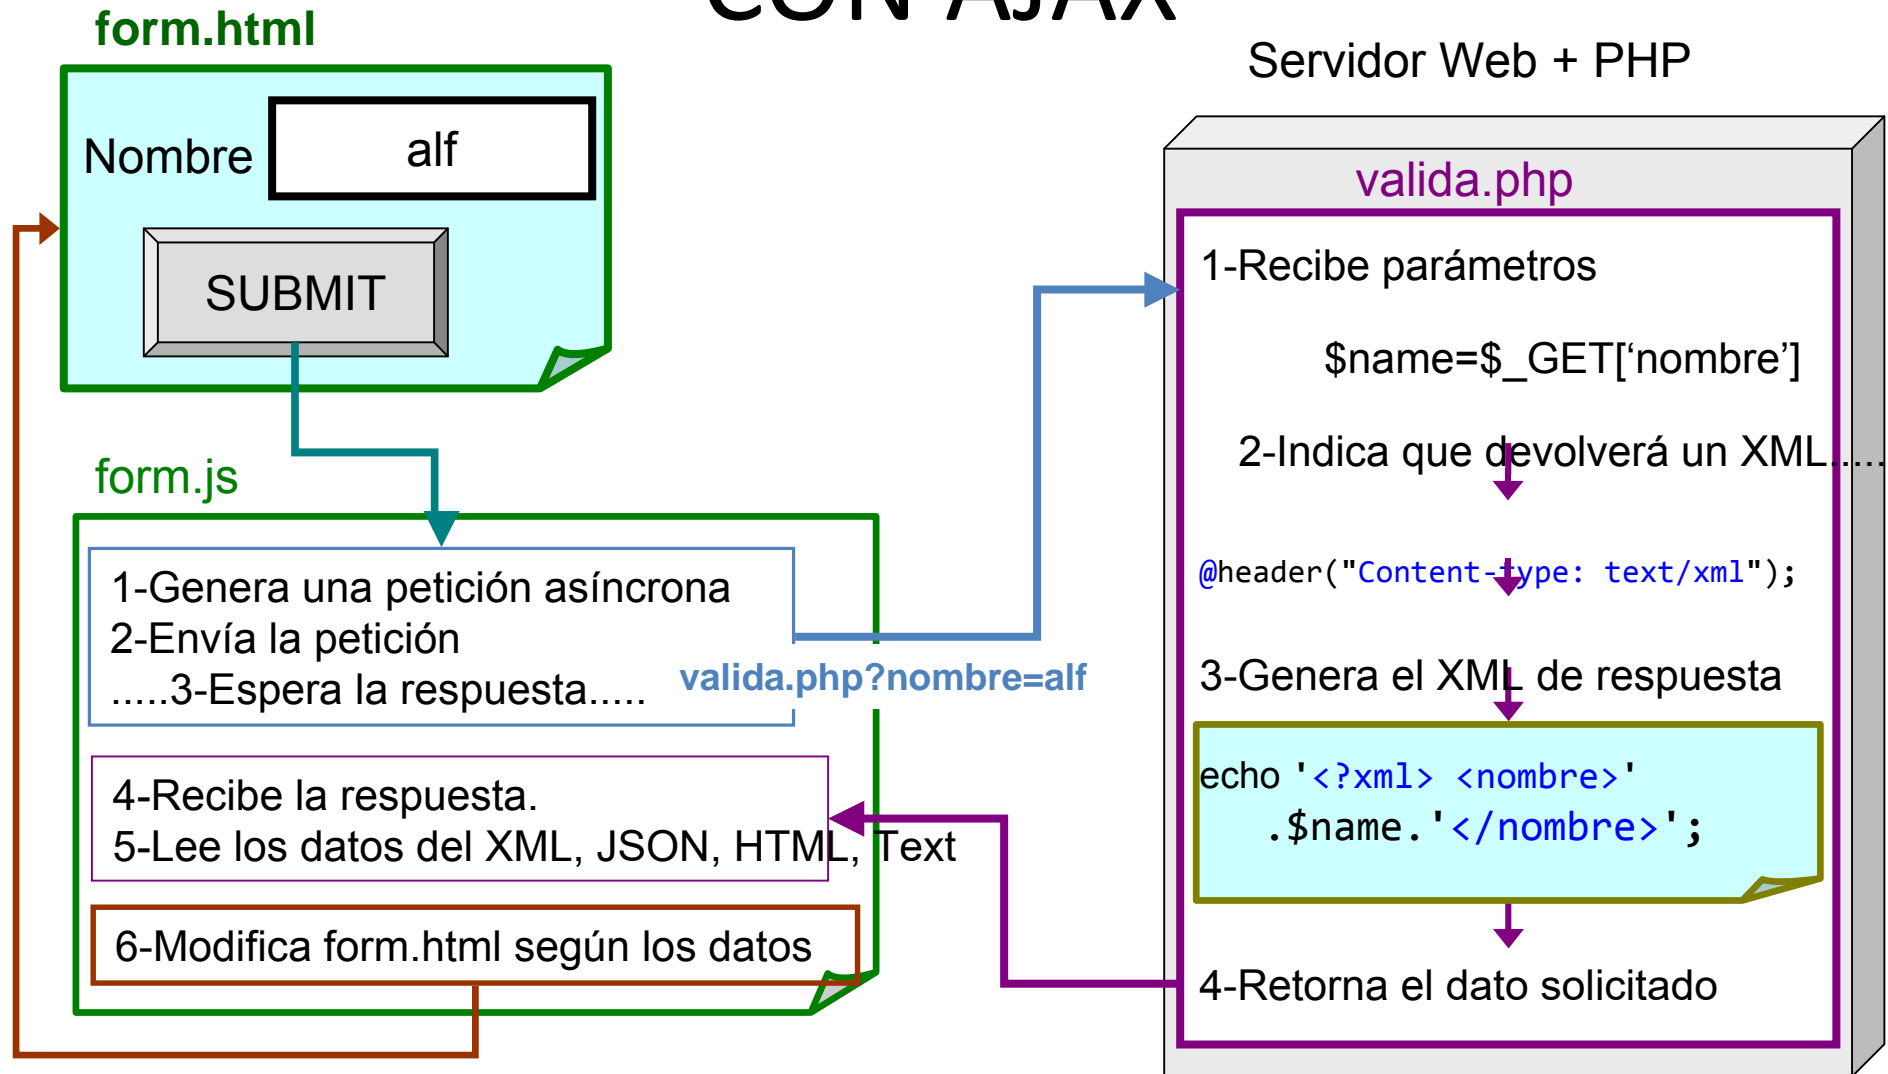 CON AJAX
form.html
Nombre
alf
SUBMIT
form.js
1-Genera una petición asíncrona
2-Envía la petición
.....3-Espera la respuesta.....
valida.php?nombre=alf
4-Recibe la respuesta.
5-Lee los datos del XML, JSON, HTML, Text
6-Modifica form.html según los datos
Servidor Web + PHP
valida.php
1-Recibe parámetros
$name=$_GET[‘nombre’]
2-Indica que devolverá un XML.....
@header("Content-type: text/xml");
3-Genera el XML de respuesta
echo '<?xml> <nombre>'
.$name.'</nombre>';
4-Retorna el dato solicitado